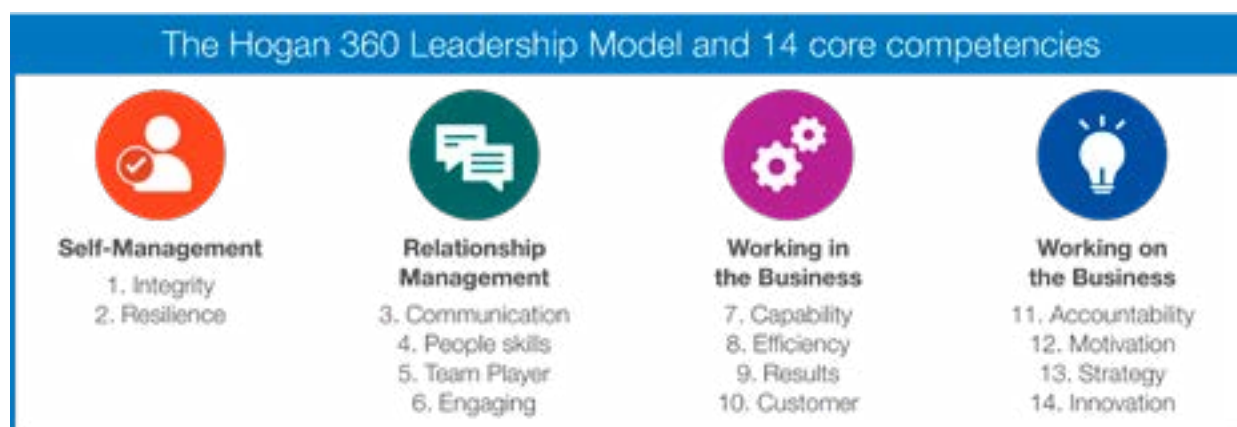 The Hogan 360 Leadership Model and 14 core competencies
Self-Management
1. Integrity
2. Resilience
Relationship
Management
3. Communication
4. People skills
5. Team Player
6. Engaging
Working in
the Business
7. Capability
8. Efficiency
9. Results
10. Customer
Working on
the Business
11. Accountability
12. Motivation
13. Strategy
14. Innovation